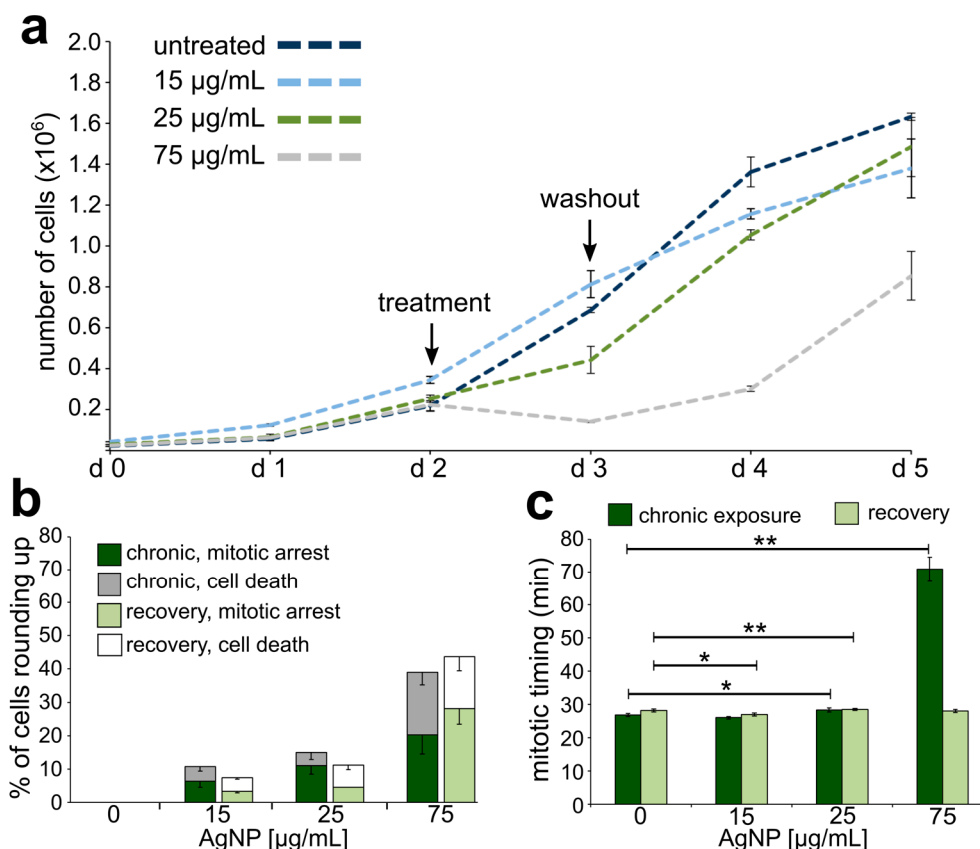 a
untreated
15 µg/mL
25 µg/mL
75 µg/mL
number of cells (x10⁶)
2.0
1.8
1.6
1.4
1.2
1.0
0.8
0.6
0.4
0.2
treatment
washout
d 0 d 1 d 2 d 3 d 4 d 5
b
% of cells rounding up
80
70
60
50
40
30
20
10
0
chronic, mitotic arrest
chronic, cell death
recovery, mitotic arrest
recovery, cell death
0 15 25 75
AgNP [µg/mL]
c
chronic exposure recovery
mitotic timing (min)
80
70
60
50
40
30
20
10
0
**
**
*
*
0 15 25 75
AgNP [µg/mL]